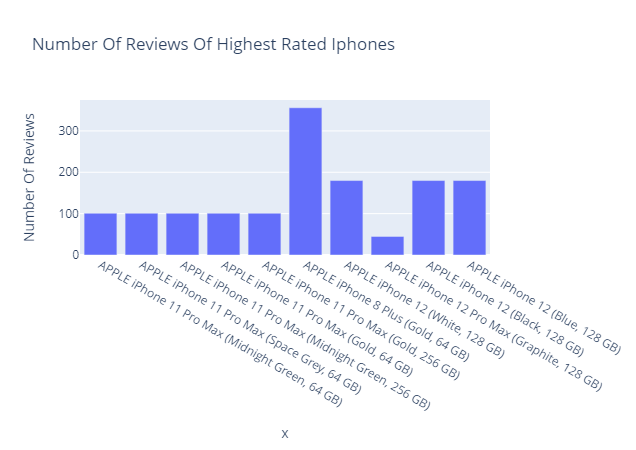 Number Of Reviews Of Highest Rated Iphones
Number Of Reviews
300
200
100
0
APPLE iPhone 11 Pro Max (Midnight Green, 64 GB)
APPLE iPhone 11 Pro Max (Space Grey, 64 GB)
APPLE iPhone 11 Pro Max (Midnight Green, 256 GB)
APPLE iPhone 11 Pro Max (Gold, 64 GB)
APPLE iPhone 11 Pro Max (Gold, 256 GB)
APPLE iPhone 8 Plus (Gold, 64 GB)
APPLE iPhone 12 (White, 128 GB)
APPLE iPhone 12 Pro Max (Graphite, 128 GB)
APPLE iPhone 12 (Black, 128 GB)
APPLE iPhone 12 (Blue, 128 GB)
x